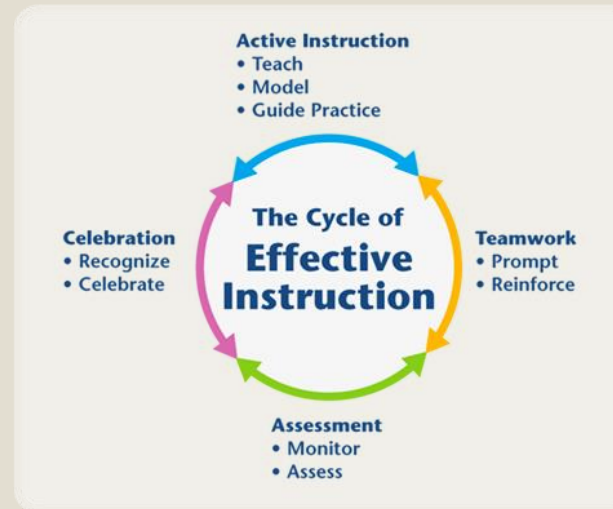 Active Instruction
• Teach
• Model
• Guide Practice
The Cycle of
Effective
Instruction
Celebration
• Recognize
• Celebrate
Teamwork
• Prompt
• Reinforce
Assessment
• Monitor
• Assess